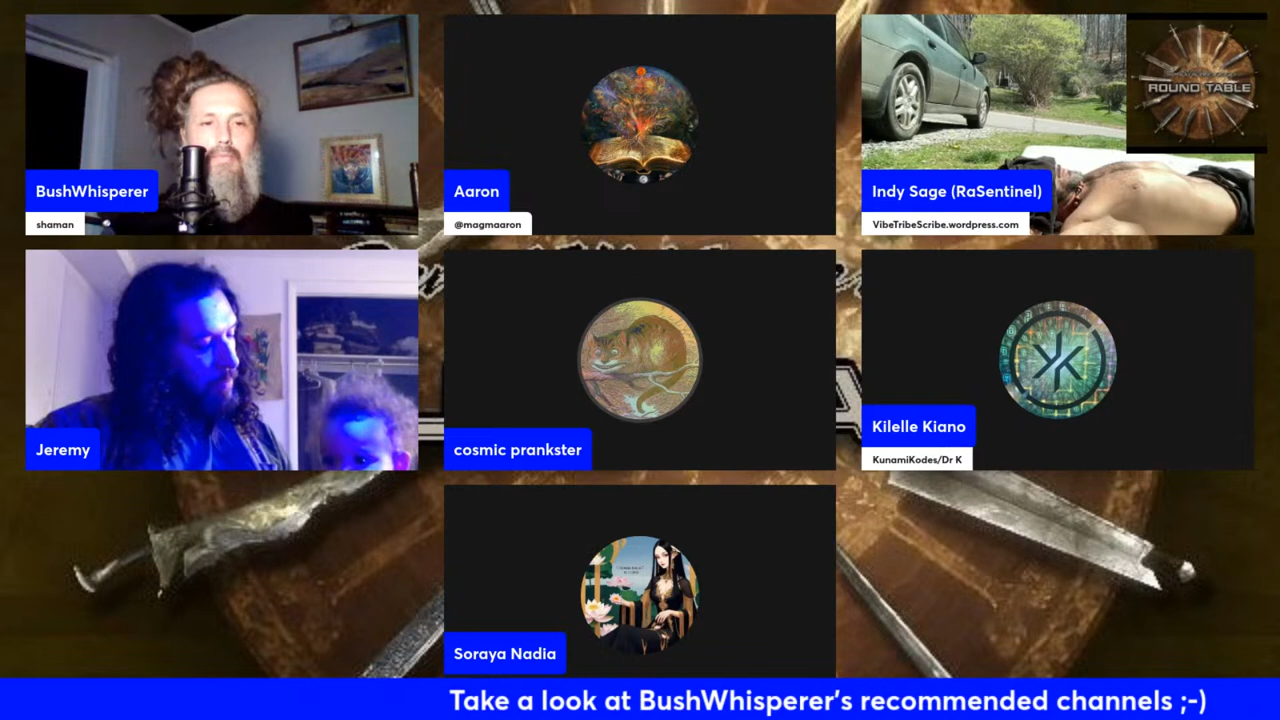 ROUND TABLE
BushWhisperer
shaman
Aaron
@magmaaron
Indy Sage (RaSentinel)
VibeTribeScribe.wordpress.com
Jeremy
cosmic prankster
Kilelle Kiano
KunamiKodes/Dr K
Soraya Nadia
Take a look at BushWhisperer's recommended channels ;-)